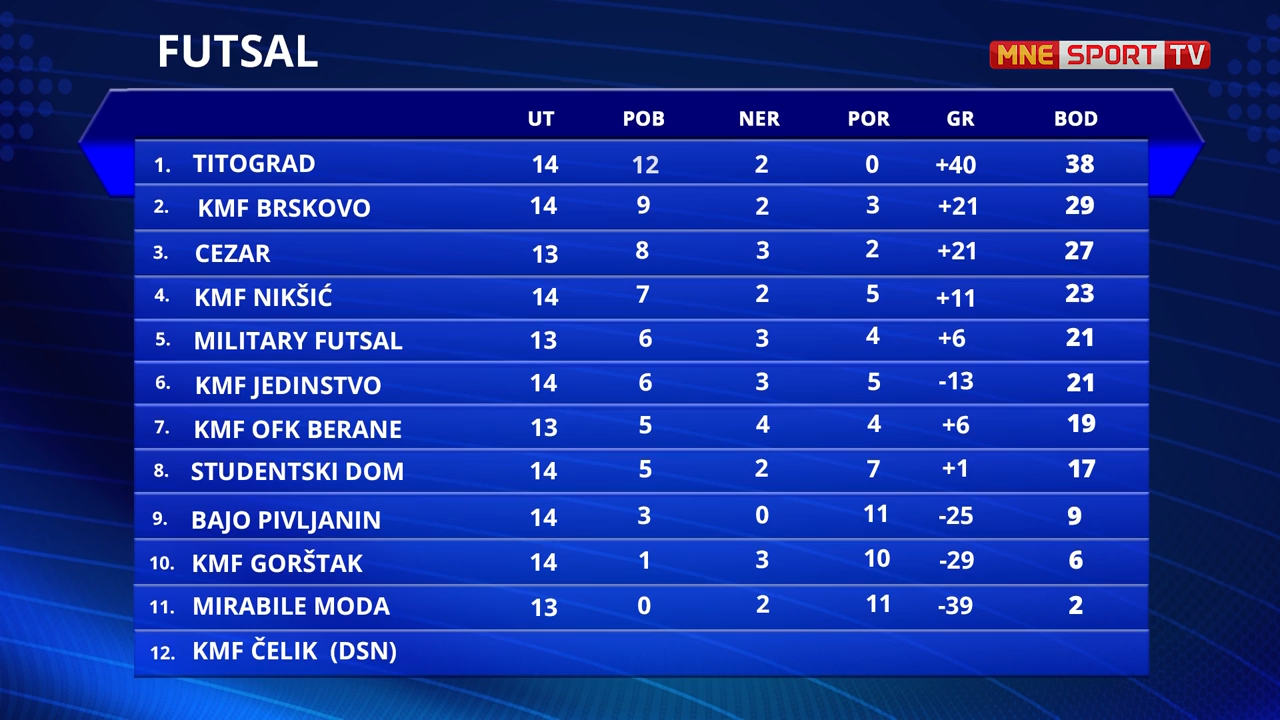 FUTSAL
MNE SPORT TV
UT POB NER POR GR BOD
1. TITOGRAD 14 12 2 0 +40 38
2. KMF BRSKOVO 14 9 2 3 +21 29
3. CEZAR 13 8 3 2 +21 27
4. KMF NIKŠIĆ 14 7 2 5 +11 23
5. MILITARY FUTSAL 13 6 3 4 +6 21
6. KMF JEDINSTVO 14 6 3 5 -13 21
7. KMF OFK BERANE 13 5 4 4 +6 19
8. STUDENTSKI DOM 14 5 2 7 +1 17
9. BAJO PIVLJANIN 14 3 0 11 -25 9
10. KMF GORŠTAK 14 1 3 10 -29 6
11. MIRABILE MODA 13 0 2 11 -39 2
12. KMF ČELIK (DSN)